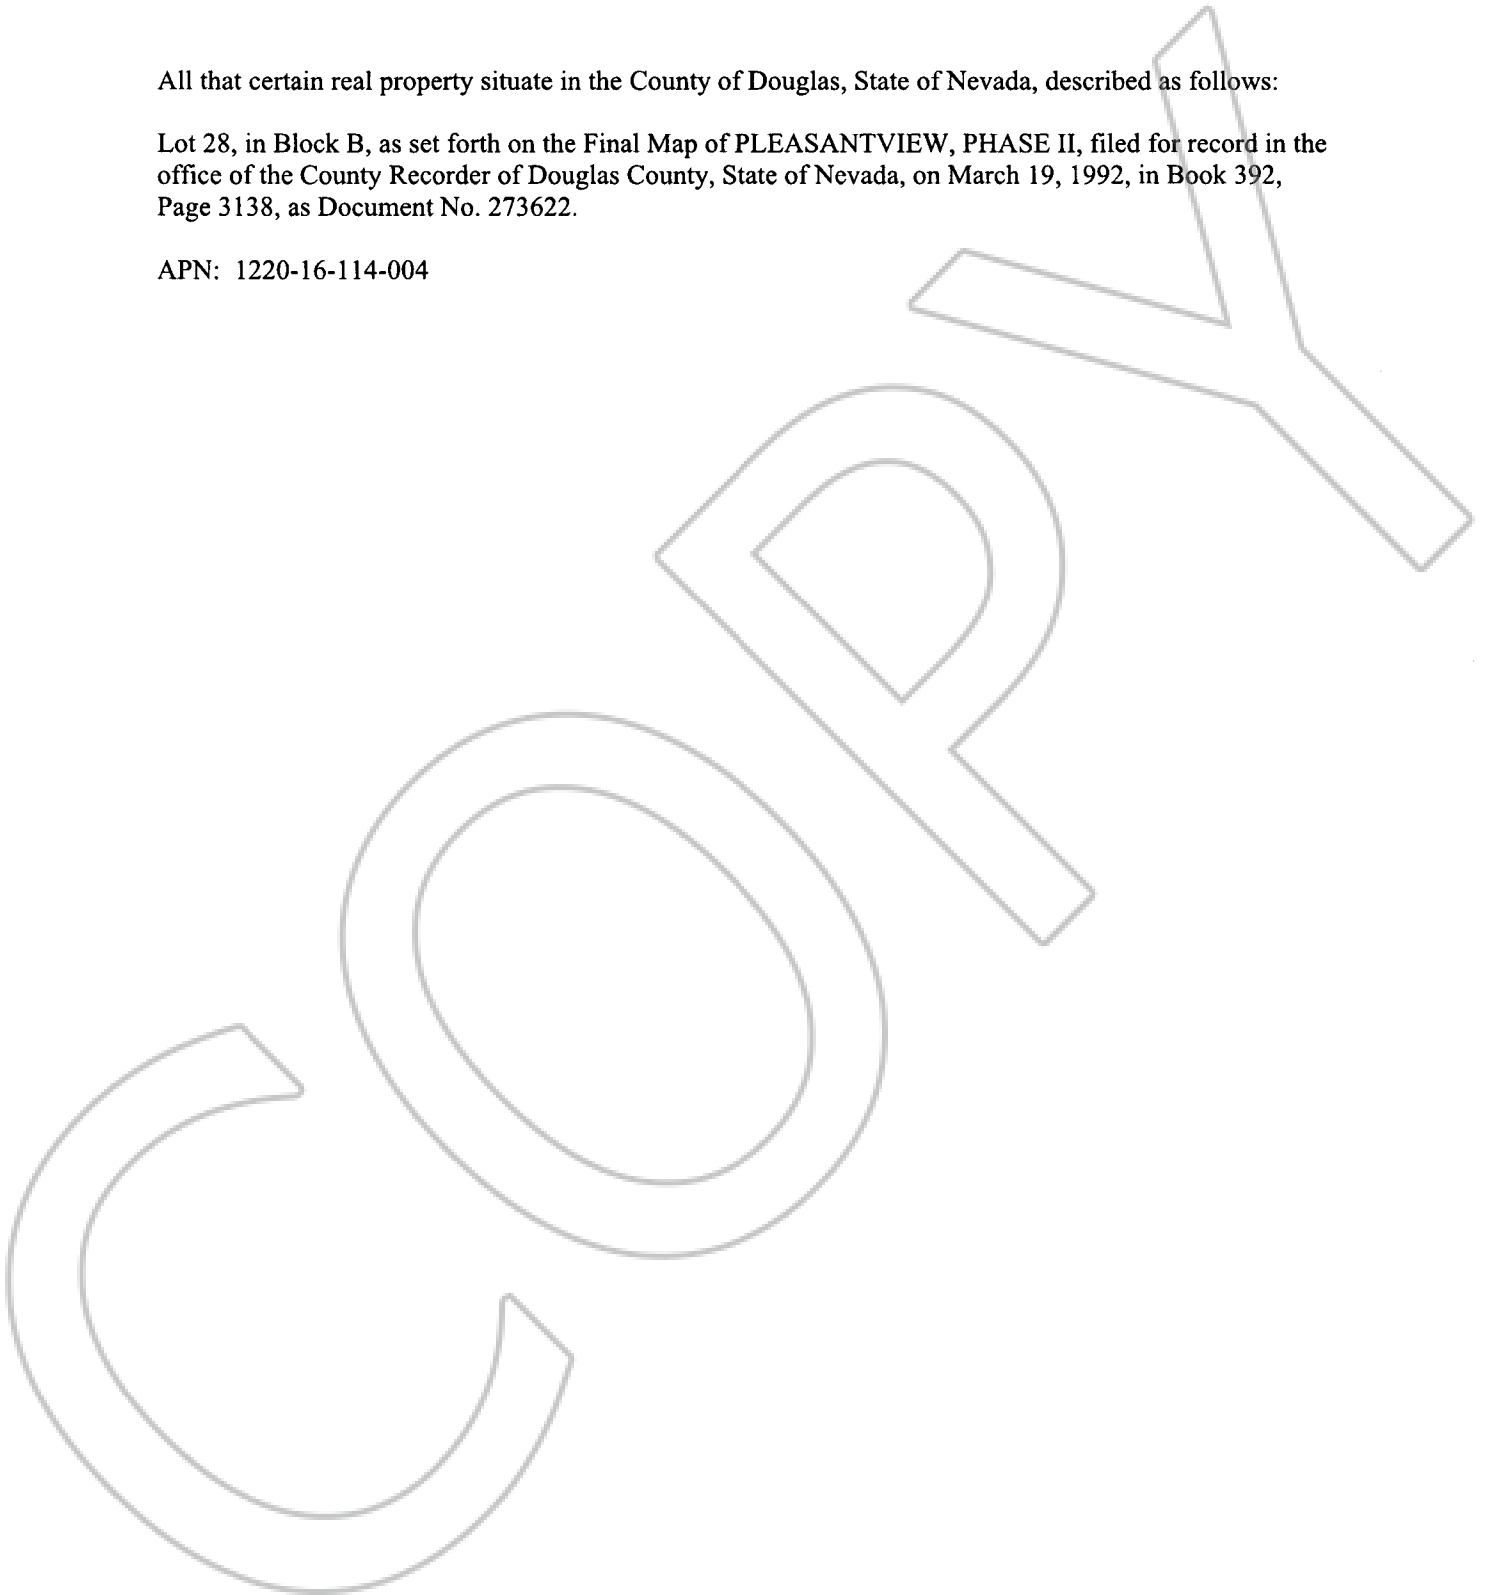 All that certain real property situate in the County of Douglas, State of Nevada, described as follows:
Lot 28, in Block B, as set forth on the Final Map of PLEASANTVIEW, PHASE II, filed for record in the
office of the County Recorder of Douglas County, State of Nevada, on March 19, 1992, in Book 392,
Page 3138, as Document No. 273622.
APN: 1220-16-114-004
COPY